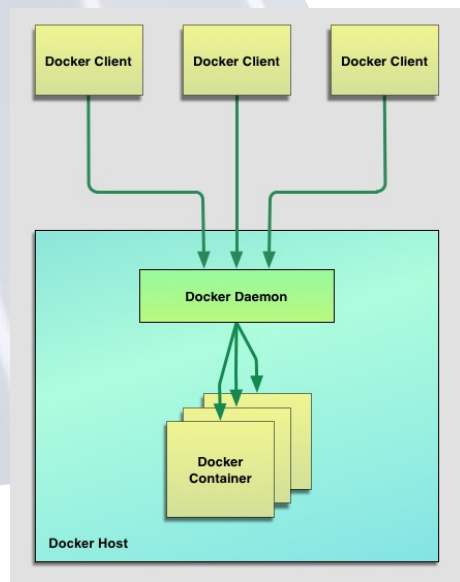 Docker Client
Docker Client
Docker Client
Docker Daemon
Docker
Container
Docker Host